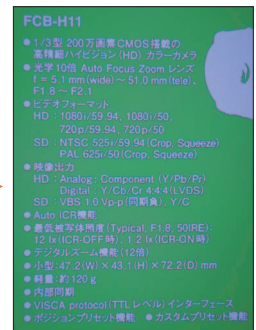 FCB-H11
● 1/3型 200万画素CMOS搭載の
高精細ハイビジョン(HD)カラーカメラ
● 光学10倍 Auto Focus Zoom レンズ
f = 5.1mm(wide)～51.0mm(tele)、
F1.8～F2.1
● ビデオフォーマット
HD : 1080i/59.94, 1080i/50,
720p/59.94, 720p/50
SD : NTSC 525i/59.94(Crop, Squeeze)
PAL 625i/50(Crop, Squeeze)
● 映像出力
HD : Analog : Component (Y/Pb/Pr)
Digital : Y/Cb/Cr 4:4:4(LVDS)
SD : VBS 1.0 Vp-p(同期負)、Y/C
● Auto ICR機能
● 最低被写体照度(Typical, F1.8, 50IRE):
12 lx(ICR-OFF時)、1.2 lx(ICR-ON時)
● デジタルズーム機能(12倍)
● 小型:47.2(W)×43.1(H)×72.2(D) mm
● 軽量:約120g
● 内部同期
● VISCA protocol(TTLレベル) インターフェース
● ポジションプリセット機能 ● カスタムプリセット機能